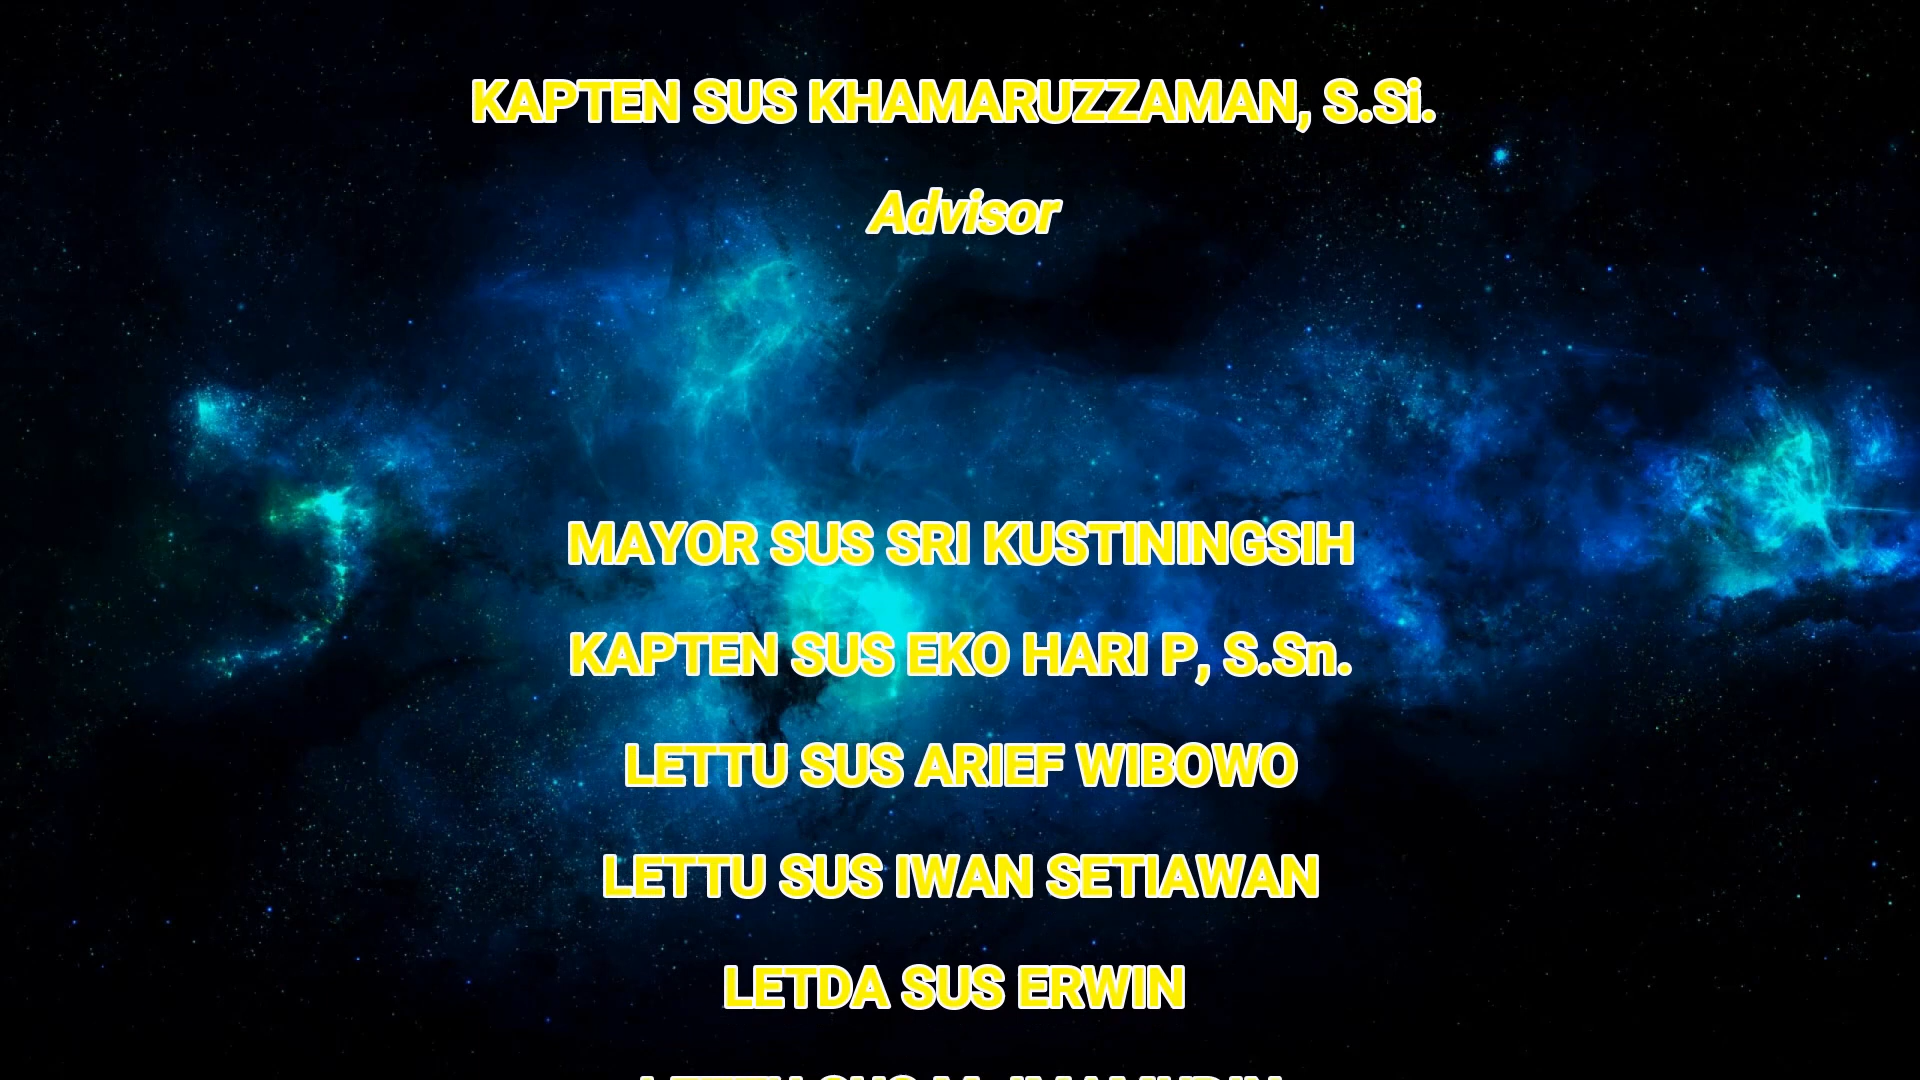 KAPTEN SUS KHAMARUZZAMAN, S.Si.
Advisor
MAYOR SUS SRI KUSTININGSIH
KAPTEN SUS EKO HARI P, S.Sn.
LETTU SUS ARIEF WIBOWO
LETTU SUS IWAN SETIAWAN
LETDA SUS ERWIN